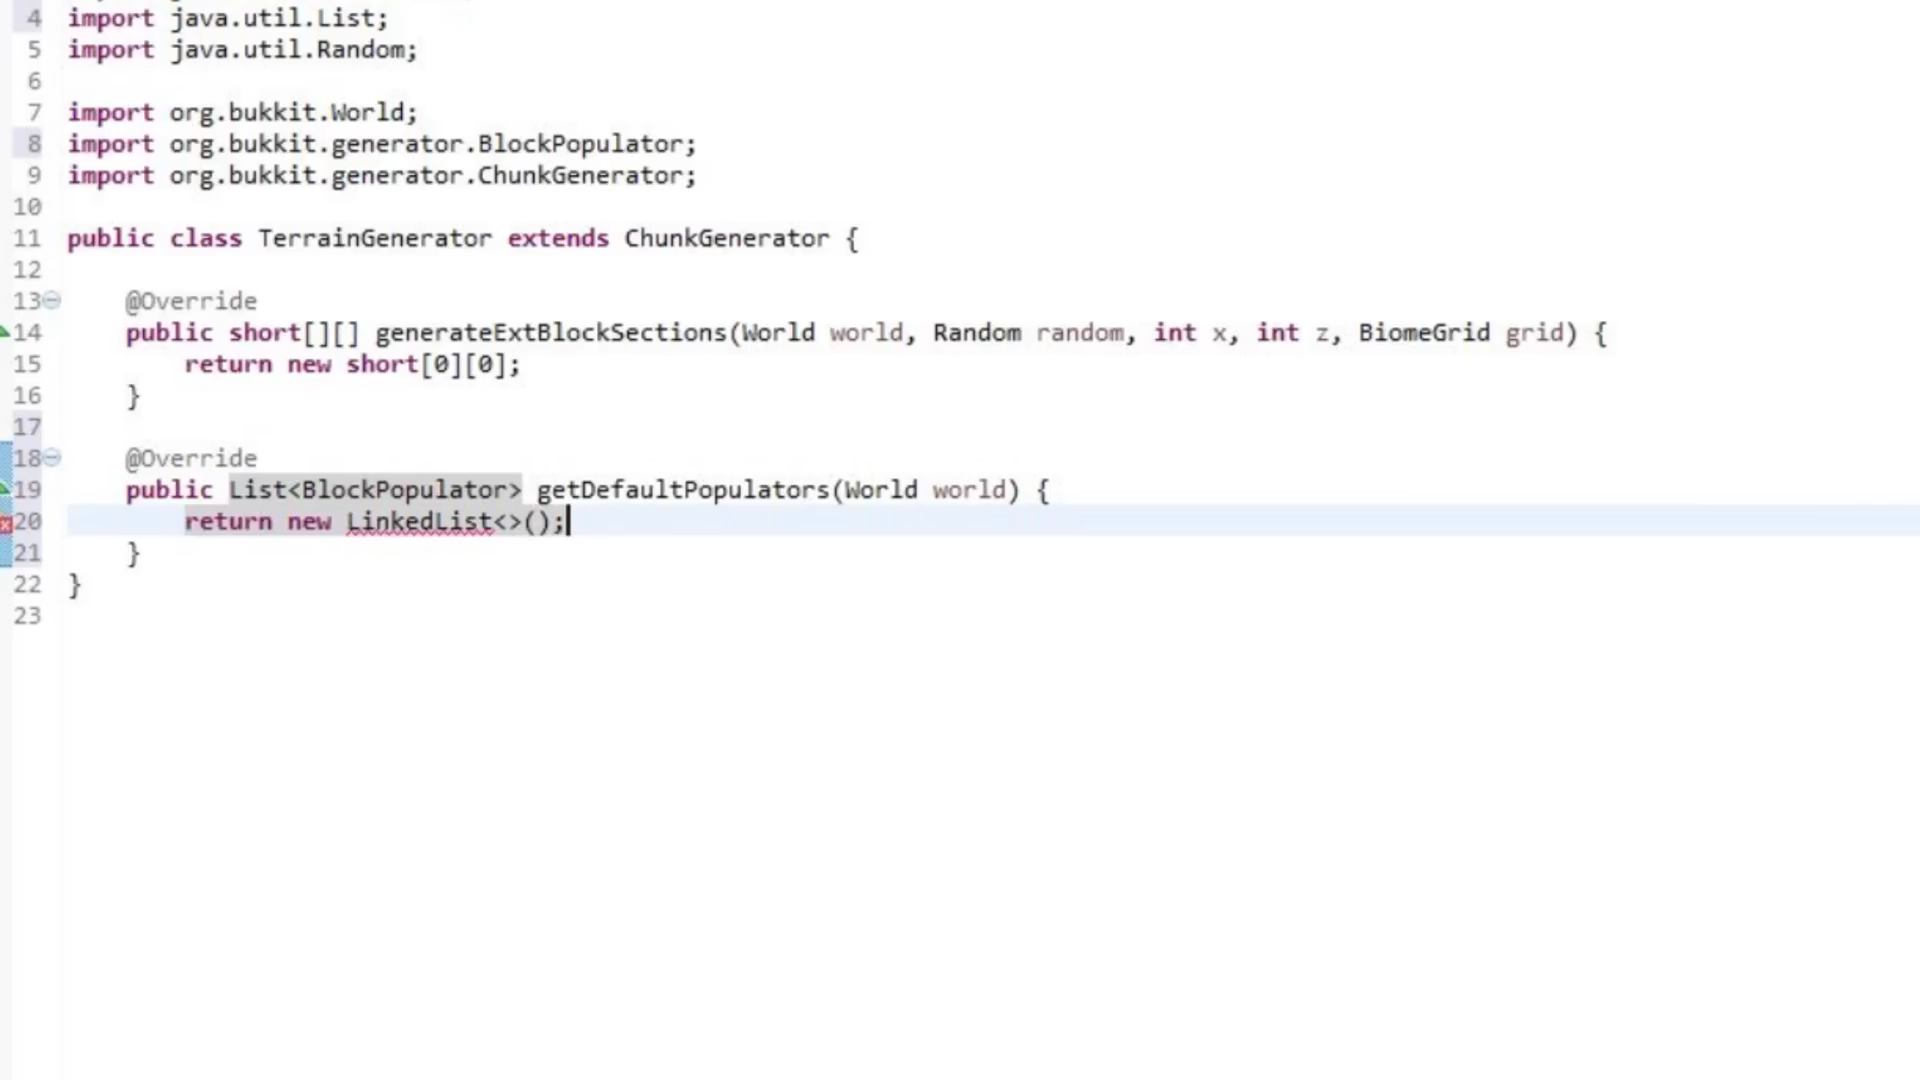 4 import java.util.List;
5 import java.util.Random;
6
7 import org.bukkit.World;
8 import org.bukkit.generator.BlockPopulator;
9 import org.bukkit.generator.ChunkGenerator;
10
11 public class TerrainGenerator extends ChunkGenerator {
12
13 @Override
14 public short[][] generateExtBlockSections(World world, Random random, int x, int z, BiomeGrid grid) {
15 return new short[0][0];
16 }
17
18 @Override
19 public List<BlockPopulator> getDefaultPopulators(World world) {
20 return new LinkedList<>();
21 }
22 }
23